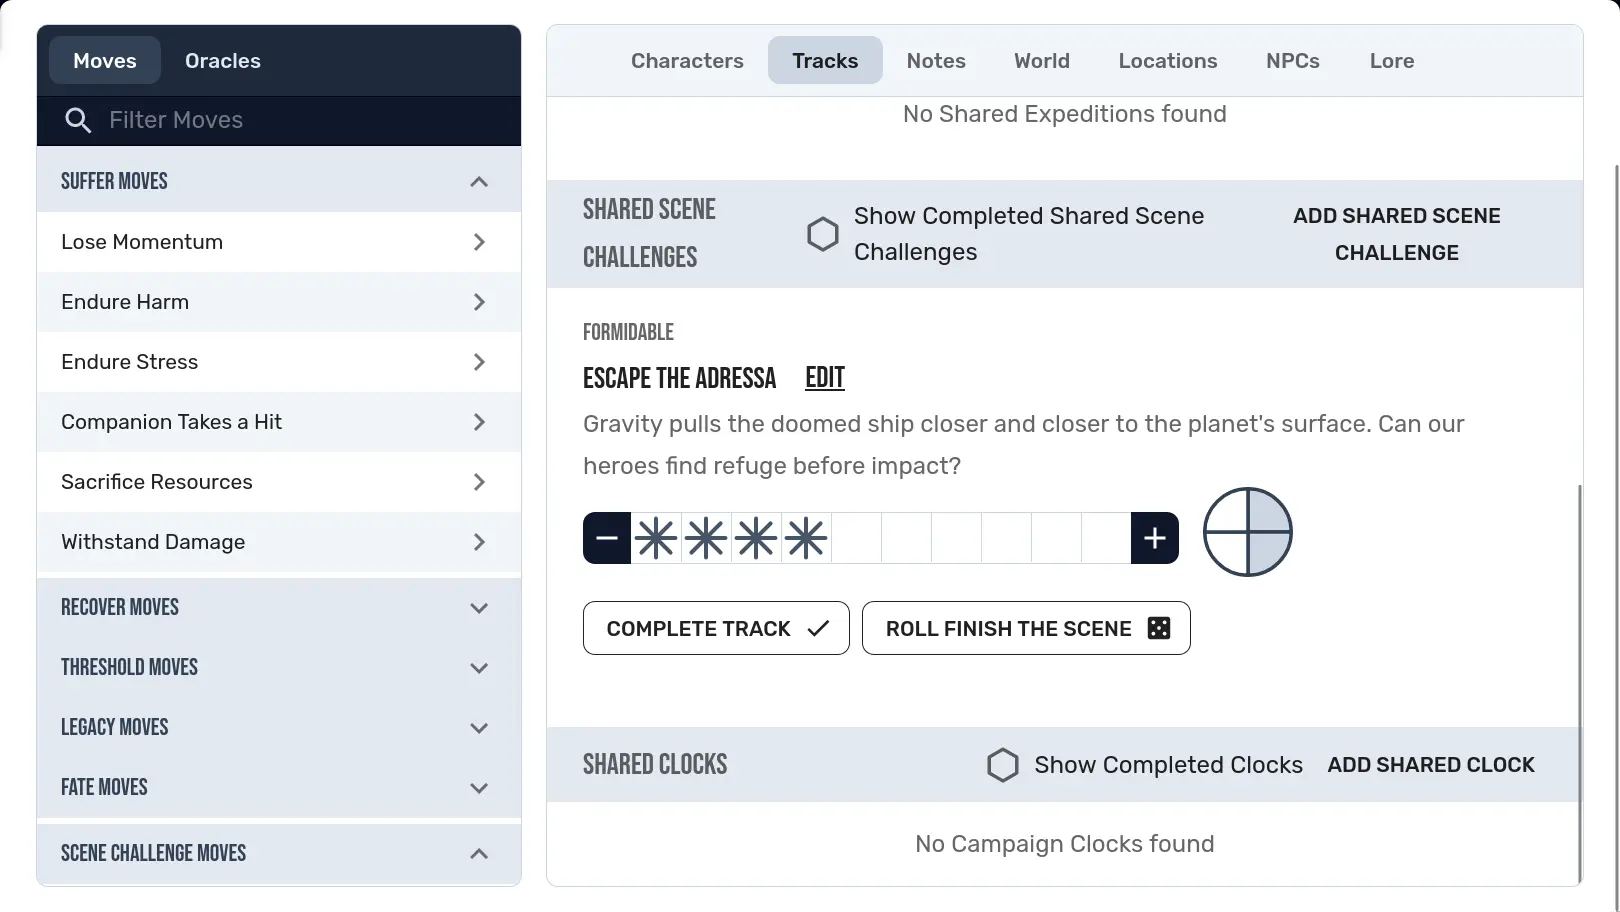 Moves Oracles
Filter Moves
SUFFER MOVES
Lose Momentum
Endure Harm
Endure Stress
Companion Takes a Hit
Sacrifice Resources
Withstand Damage
RECOVER MOVES
THRESHOLD MOVES
LEGACY MOVES
FATE MOVES
SCENE CHALLENGE MOVES
Characters Tracks Notes World Locations NPCs Lore
No Shared Expeditions found
SHARED SCENE
CHALLENGES
Show Completed Shared Scene
Challenges
ADD SHARED SCENE
CHALLENGE
FORMIDABLE
ESCAPE THE ADRESSA EDIT
Gravity pulls the doomed ship closer and closer to the planet's surface. Can our
heroes find refuge before impact?
COMPLETE TRACK ROLL FINISH THE SCENE
SHARED CLOCKS Show Completed Clocks ADD SHARED CLOCK
No Campaign Clocks found